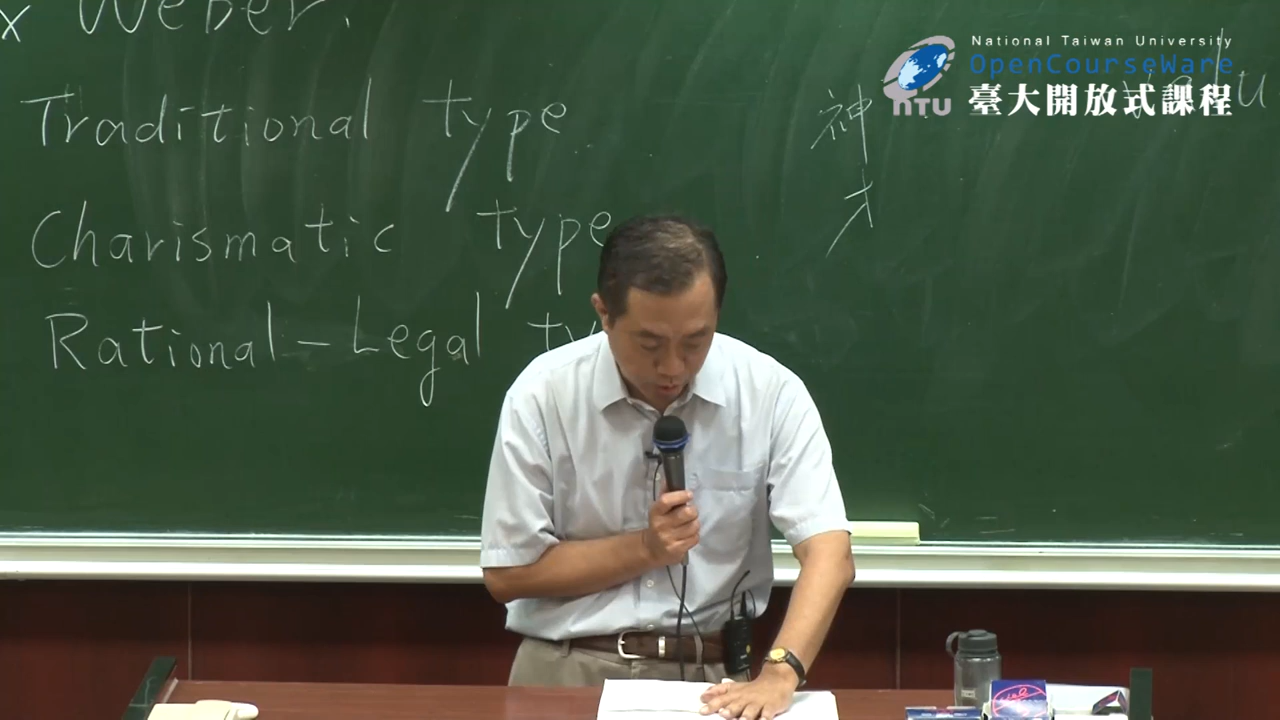 x Weber.
Traditional type
Charismatic type
Rational-Legal ty
神
才
National Taiwan University
OpenCourseWare
NTU 臺大開放式課程